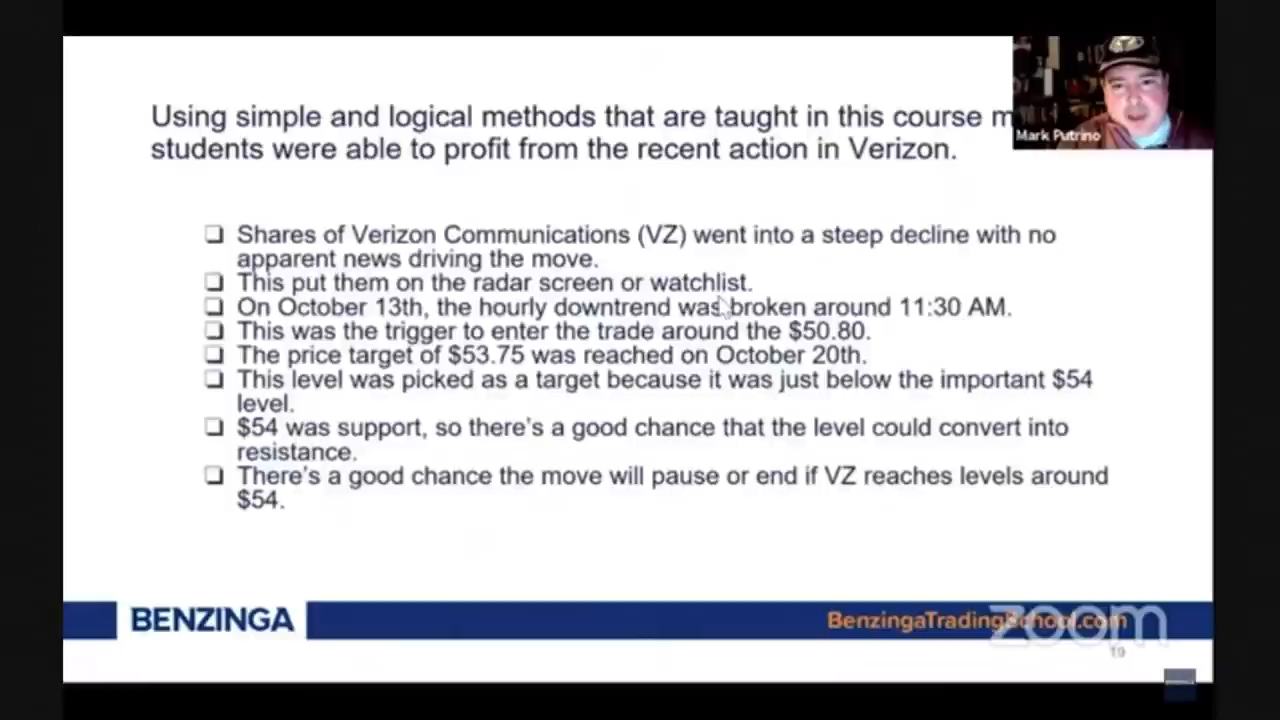 Using simple and logical methods that are taught in this course m
students were able to profit from the recent action in Verizon.
Mark Putrino
❑ Shares of Verizon Communications (VZ) went into a steep decline with no
apparent news driving the move.
❑ This put them on the radar screen or watchlist.
❑ On October 13th, the hourly downtrend was broken around 11:30 AM.
❑ This was the trigger to enter the trade around the $50.80.
❑ The price target of $53.75 was reached on October 20th.
❑ This level was picked as a target because it was just below the important $54
level.
❑ $54 was support, so there's a good chance that the level could convert into
resistance.
❑ There's a good chance the move will pause or end if VZ reaches levels around
$54.
BENZINGA
BenzingaTradingSchool.com
zoom
19